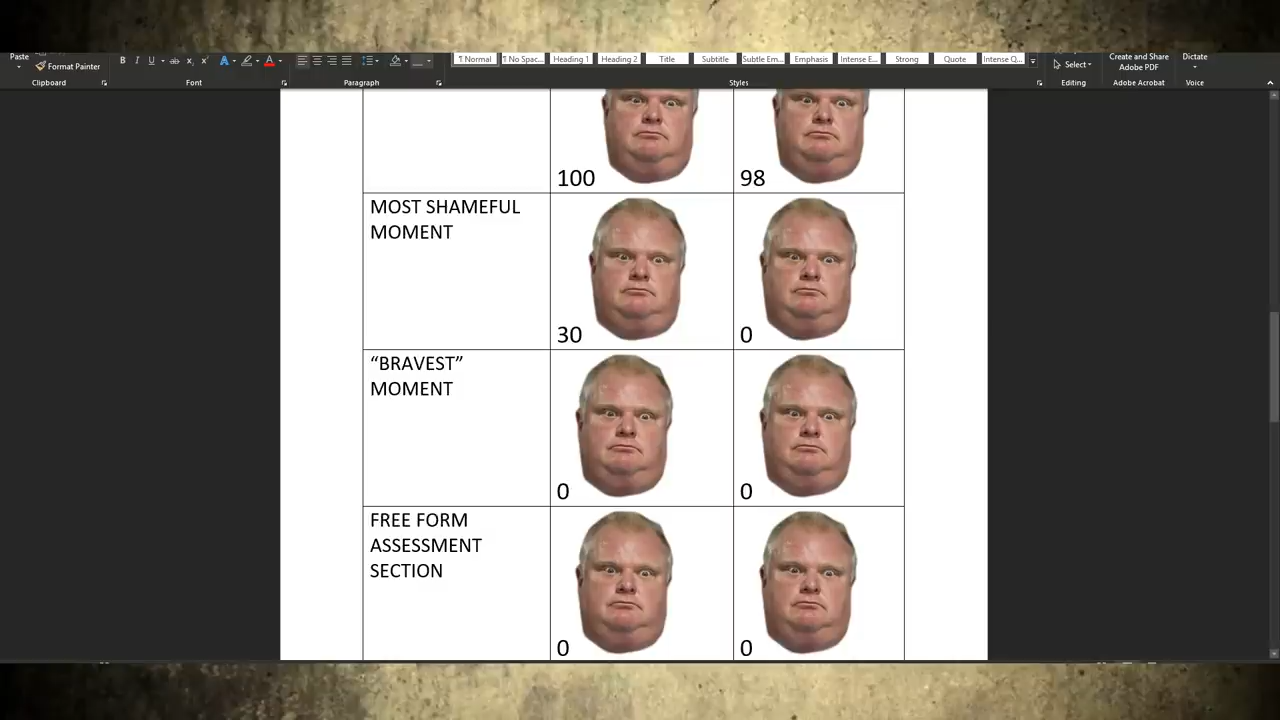 Paste
Format Painter
B I U ab x x A A
¶ Normal ¶ No Spac... Heading 1 Heading 2 Title Subtitle Subtle Em... Emphasis Intense E... Strong Quote Intense Q...
Select
Create and Share
Adobe PDF
Dictate
Clipboard Font Paragraph Styles Editing Adobe Acrobat Voice
100 98
MOST SHAMEFUL
MOMENT
30 0
“BRAVEST”
MOMENT
0 0
FREE FORM
ASSESSMENT
SECTION
0 0